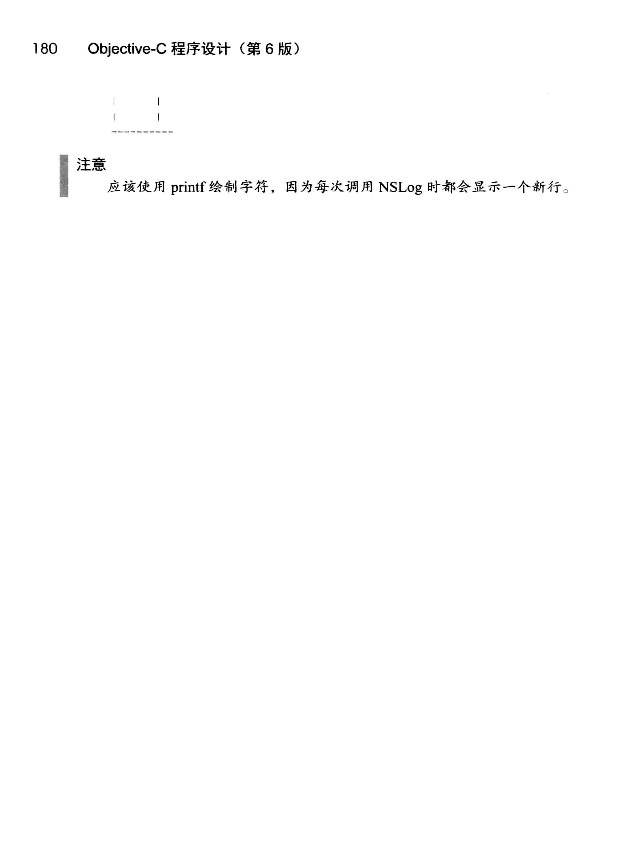 180 Objective-C 程序设计（第 6 版）
|      |
|      |
----------
注意
应该使用 printf 绘制字符，因为每次调用 NSLog 时都会显示一个新行。